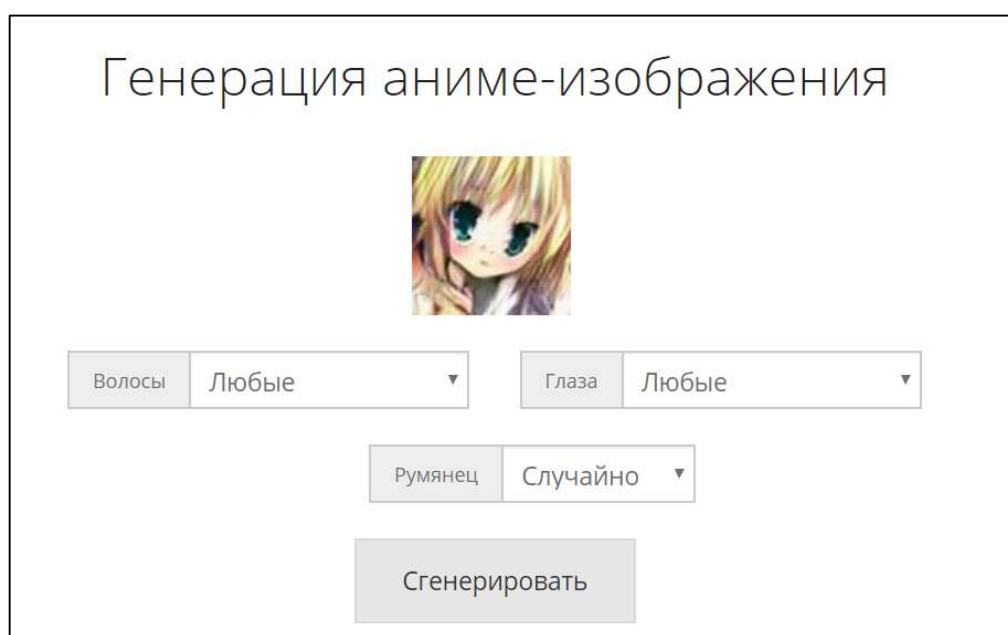 Генерация аниме-изображения
Волосы Любые Глаза Любые
Румянец Случайно
Сгенерировать